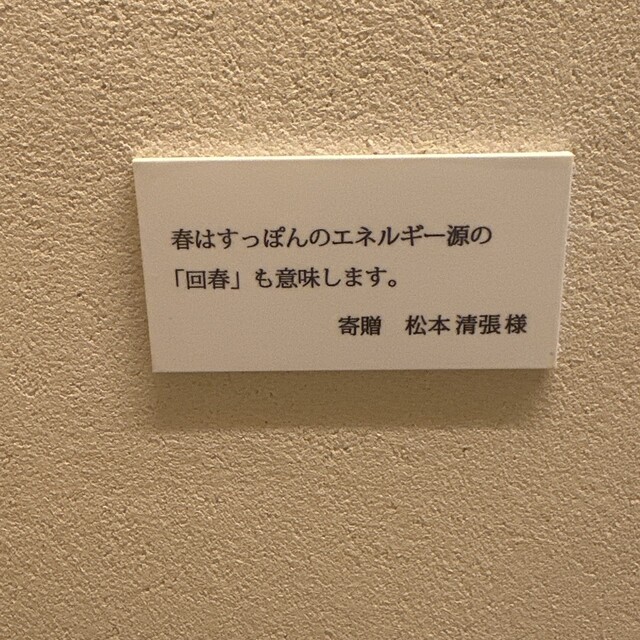 春はすっぽんのエネルギー源の
「回春」も意味します。
寄贈　松本清張様